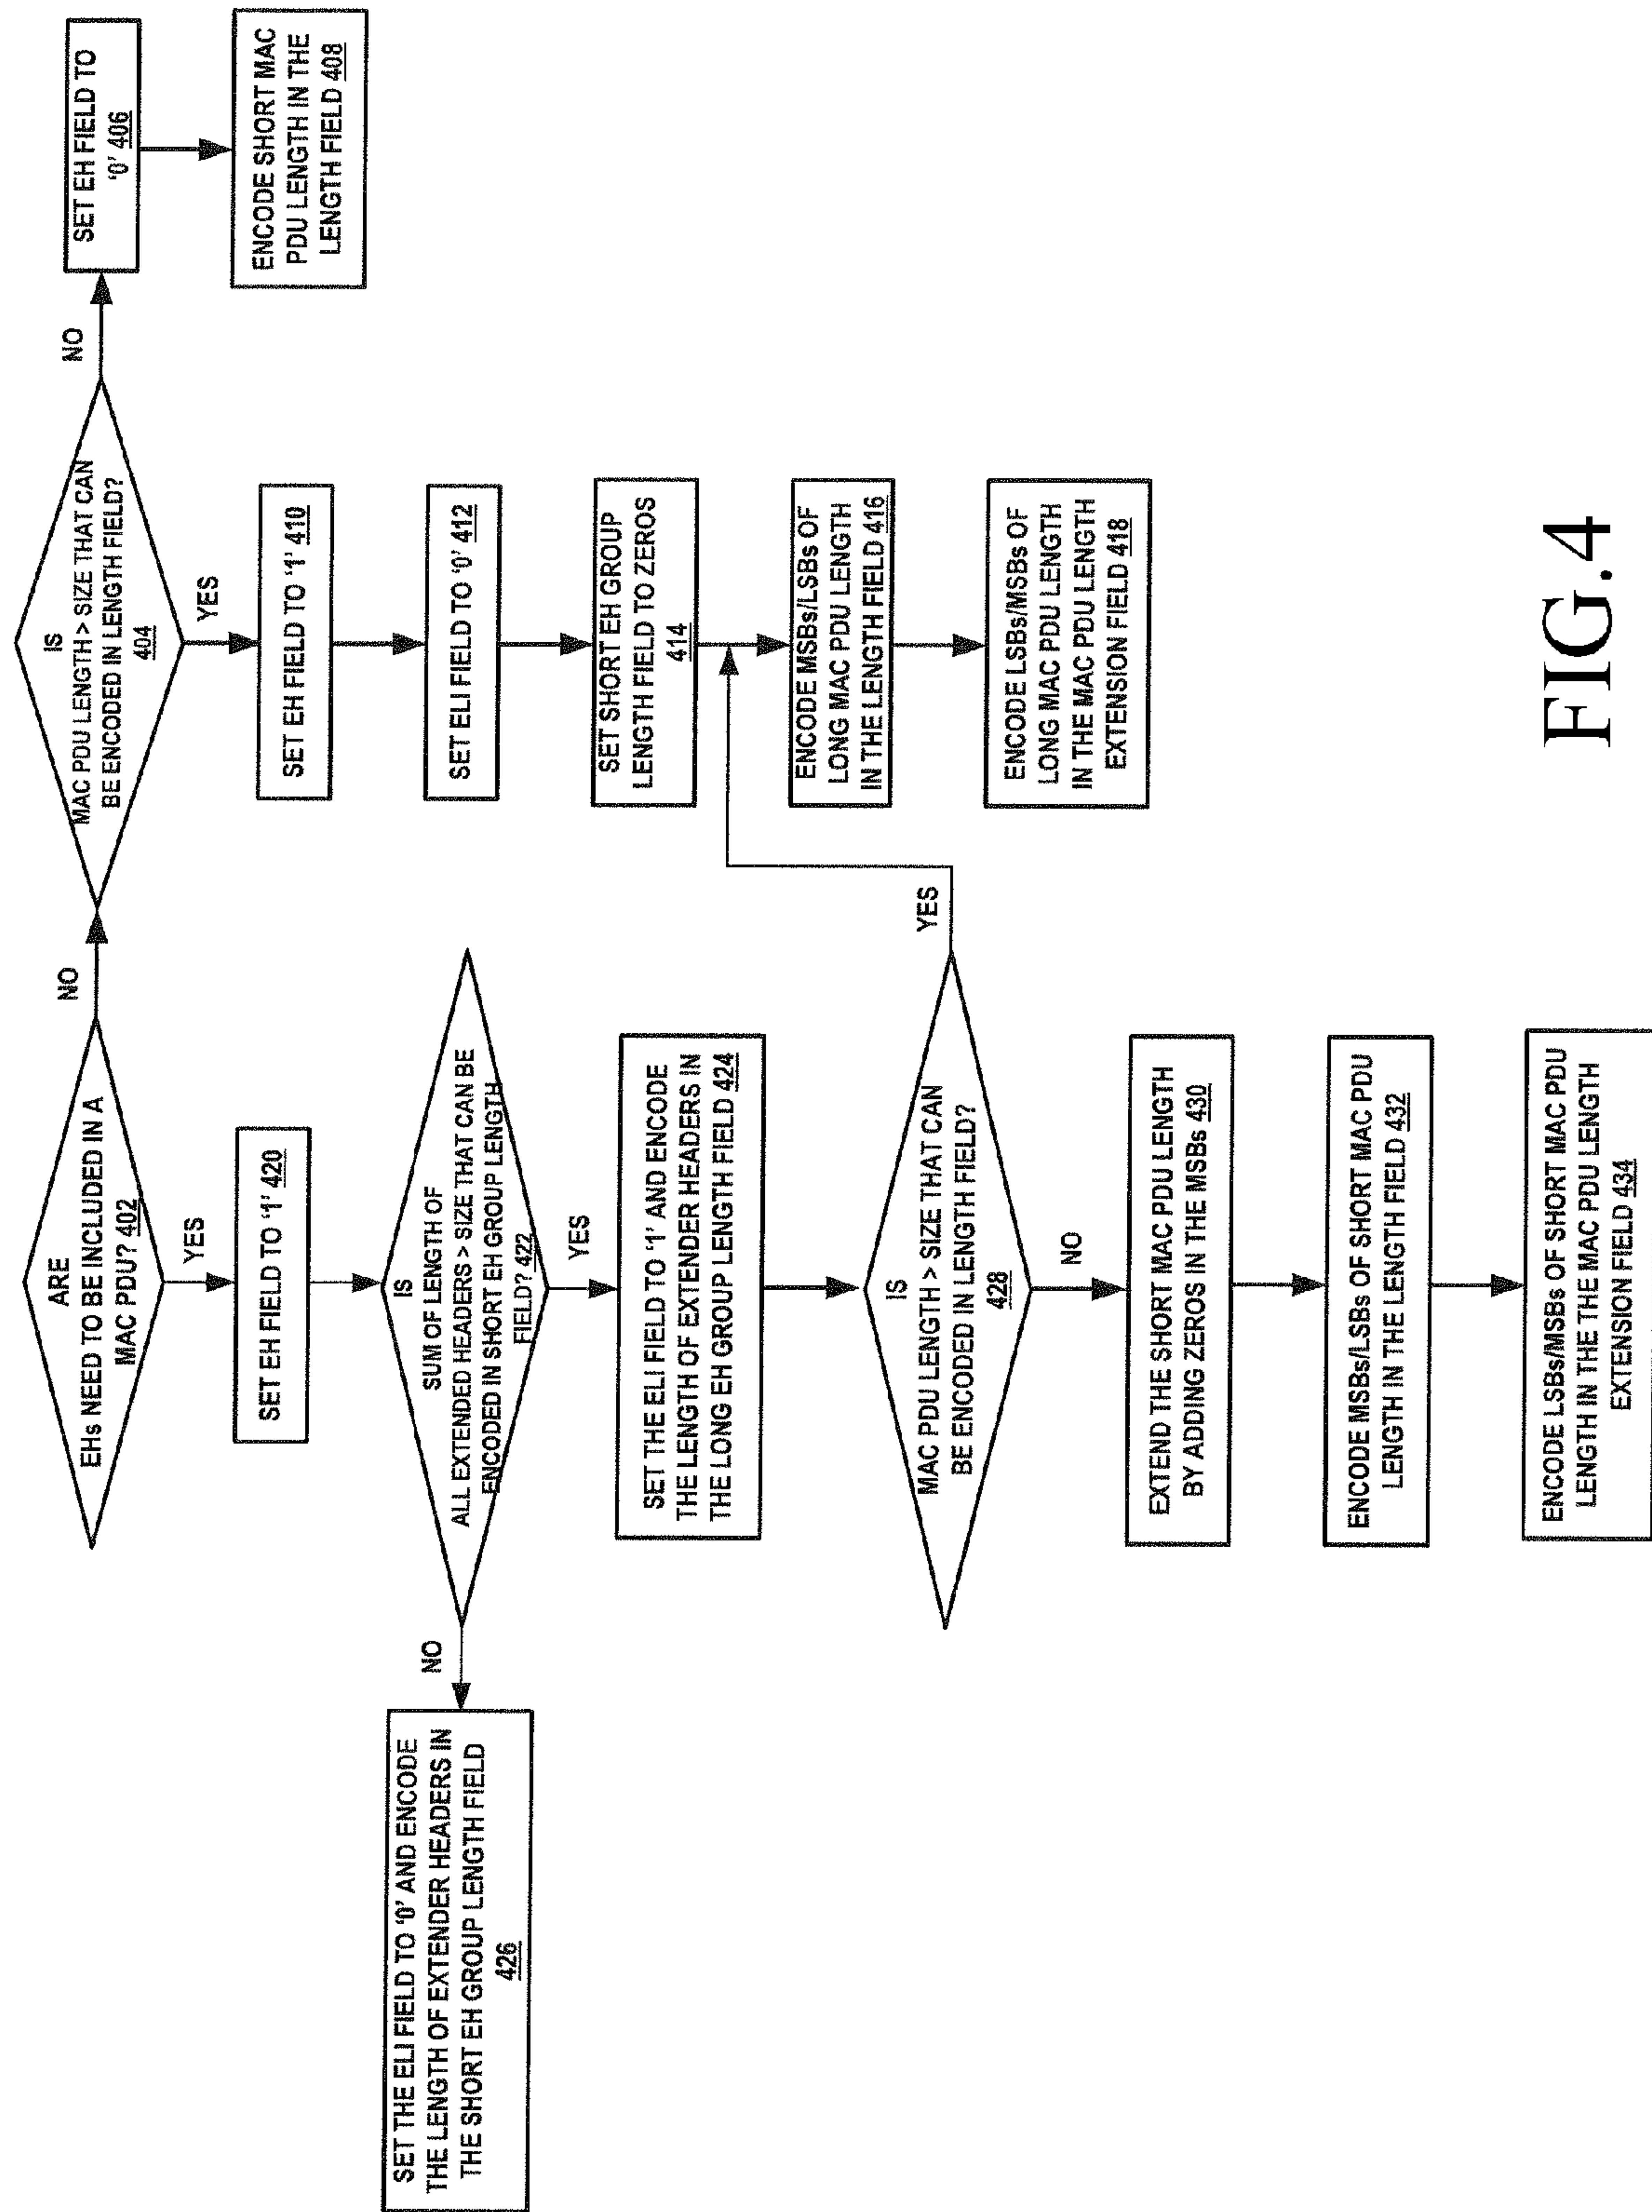 ARE
EHs NEED TO BE INCLUDED IN A
MAC PDU? 402
NO
YES
IS
MAC PDU LENGTH > SIZE THAT CAN
BE ENCODED IN LENGTH FIELD?
404
NO
YES
SET EH FIELD TO
'0' 406
ENCODE SHORT MAC
PDU LENGTH IN THE
LENGTH FIELD 408
SET EH FIELD TO '1' 410
SET ELI FIELD TO '0' 412
SET SHORT EH GROUP
LENGTH FIELD TO ZEROS
414
ENCODE MSBs/LSBs OF
LONG MAC PDU LENGTH
IN THE LENGTH FIELD 416
ENCODE LSBs/MSBs OF
LONG MAC PDU LENGTH
IN THE MAC PDU LENGTH
EXTENSION FIELD 418
SET EH FIELD TO '1' 420
IS
SUM OF LENGTH OF
ALL EXTENDED HEADERS > SIZE THAT CAN BE
ENCODED IN SHORT EH GROUP LENGTH
FIELD? 422
NO
YES
SET THE ELI FIELD TO '0' AND ENCODE
THE LENGTH OF EXTENDER HEADERS IN
THE SHORT EH GROUP LENGTH FIELD
426
SET THE ELI FIELD TO '1' AND ENCODE
THE LENGTH OF EXTENDER HEADERS IN
THE LONG EH GROUP LENGTH FIELD 424
IS
MAC PDU LENGTH > SIZE THAT CAN
BE ENCODED IN LENGTH FIELD?
428
YES
NO
EXTEND THE SHORT MAC PDU LENGTH
BY ADDING ZEROS IN THE MSBs 430
ENCODE MSBs/LSBs OF SHORT MAC PDU
LENGTH IN THE LENGTH FIELD 432
ENCODE LSBs/MSBs OF SHORT MAC PDU
LENGTH IN THE THE MAC PDU LENGTH
EXTENSION FIELD 434
FIG.4